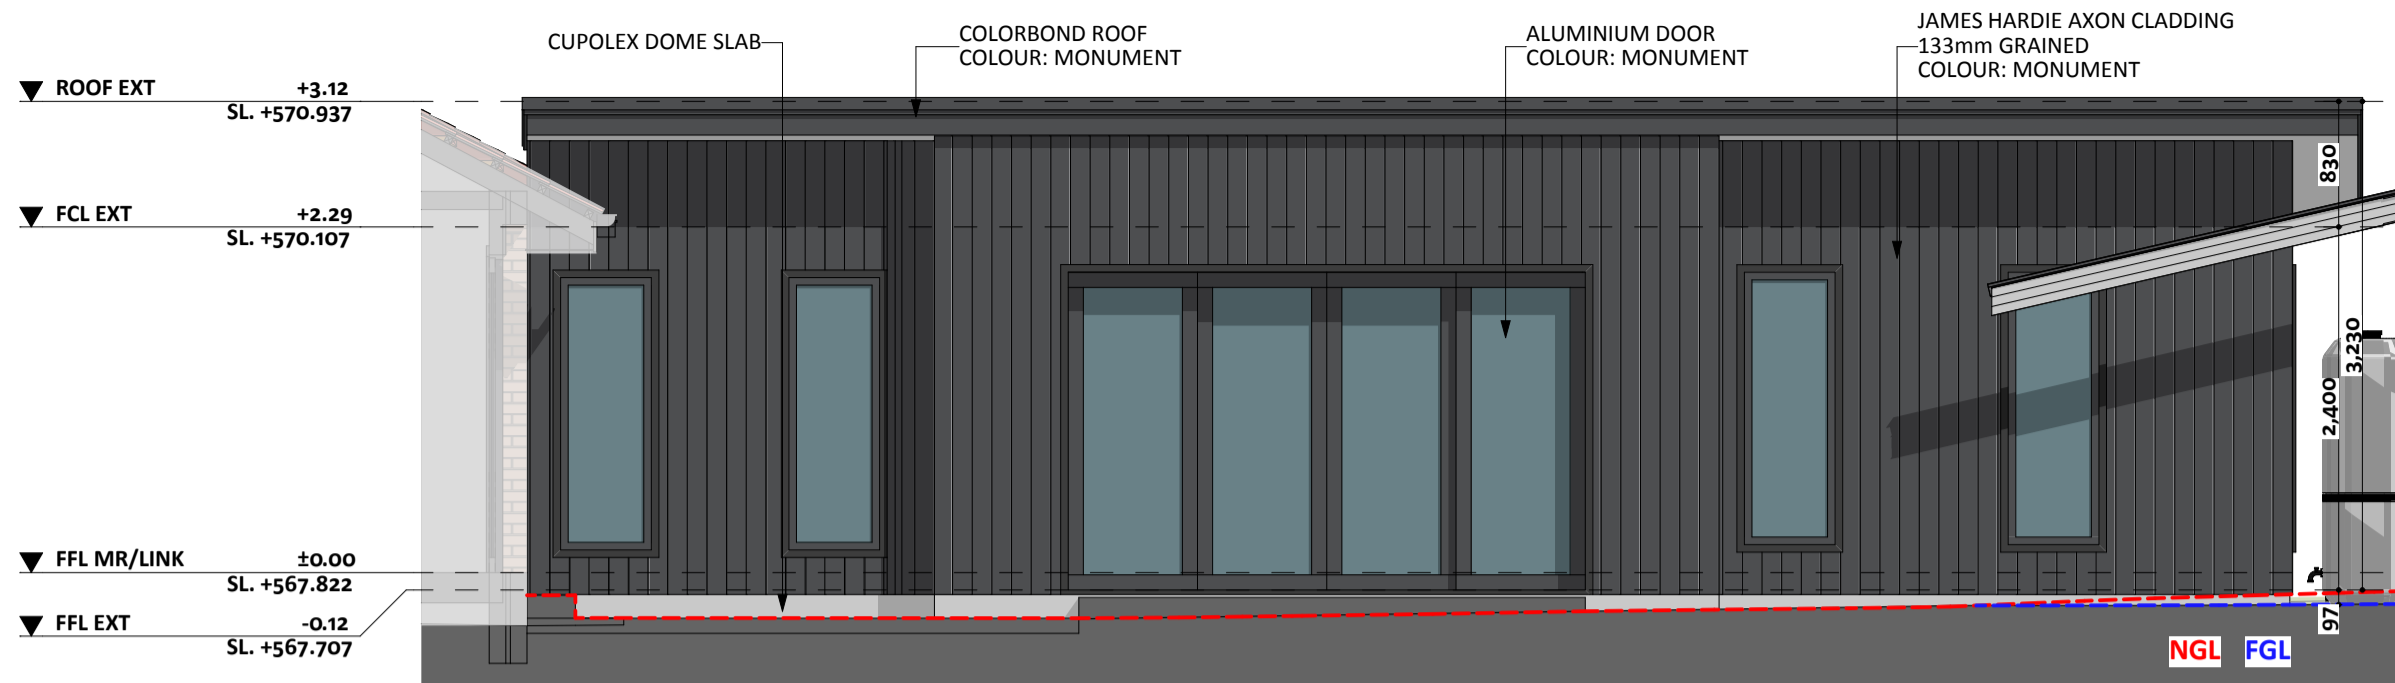 CUPOLEX DOME SLAB
COLORBOND ROOF
COLOUR: MONUMENT
ALUMINIUM DOOR
COLOUR: MONUMENT
JAMES HARDIE AXON CLADDING
133mm GRAINED
COLOUR: MONUMENT
ROOF EXT +3.12
SL. +570.937
FCL EXT +2.29
SL. +570.107
FFL MR/LINK ±0.00
SL. +567.822
FFL EXT -0.12
SL. +567.707
830
3,230
2,400
97
NGL FGL